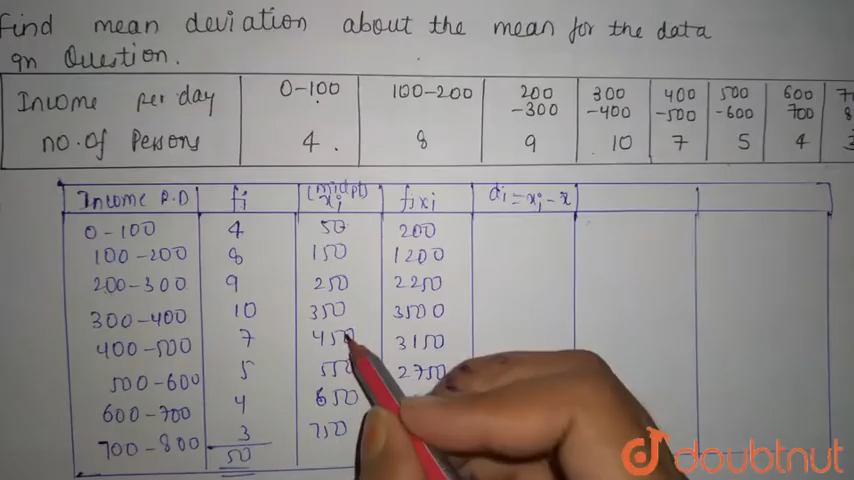 Find mean deviation about the mean for the data
In Question.
Income per day 0-100 100-200 200-300 300-400 400-500 500-600 600 700 7
no. of Persons 4 8 9 10 7 5 4 3
Income P.D fi (midpt) xi fixi di = xi - x̄
0-100 4 50 200
100-200 8 150 1200
200-300 9 250 2250
300-400 10 350 3500
400-500 7 450 3150
500-600 5 550 2750
600-700 4 650
700-800 3 750
50
doubtnut